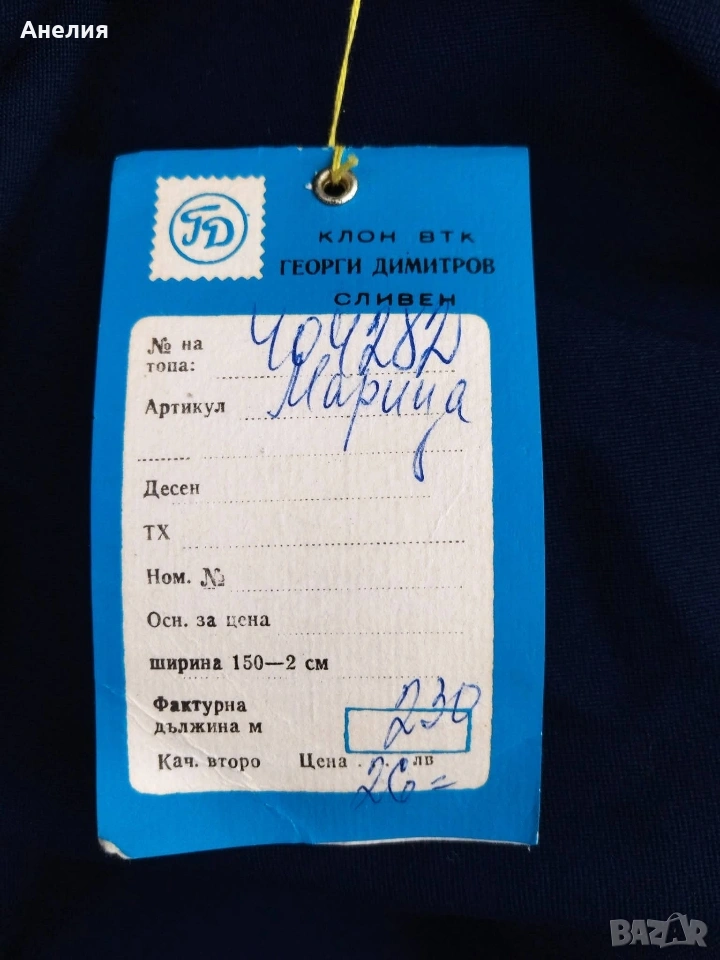 Анелия
ГД
КЛОН ВТК
ГЕОРГИ ДИМИТРОВ
СЛИВЕН
№ на топа: 404282
Артикул Марица
Десен
ТХ
Ном. №
Осн. за цена
ширина 150—2 см
Фактурна
дължина м 230
Кач. второ Цена . в. лв
26=
BAZAR